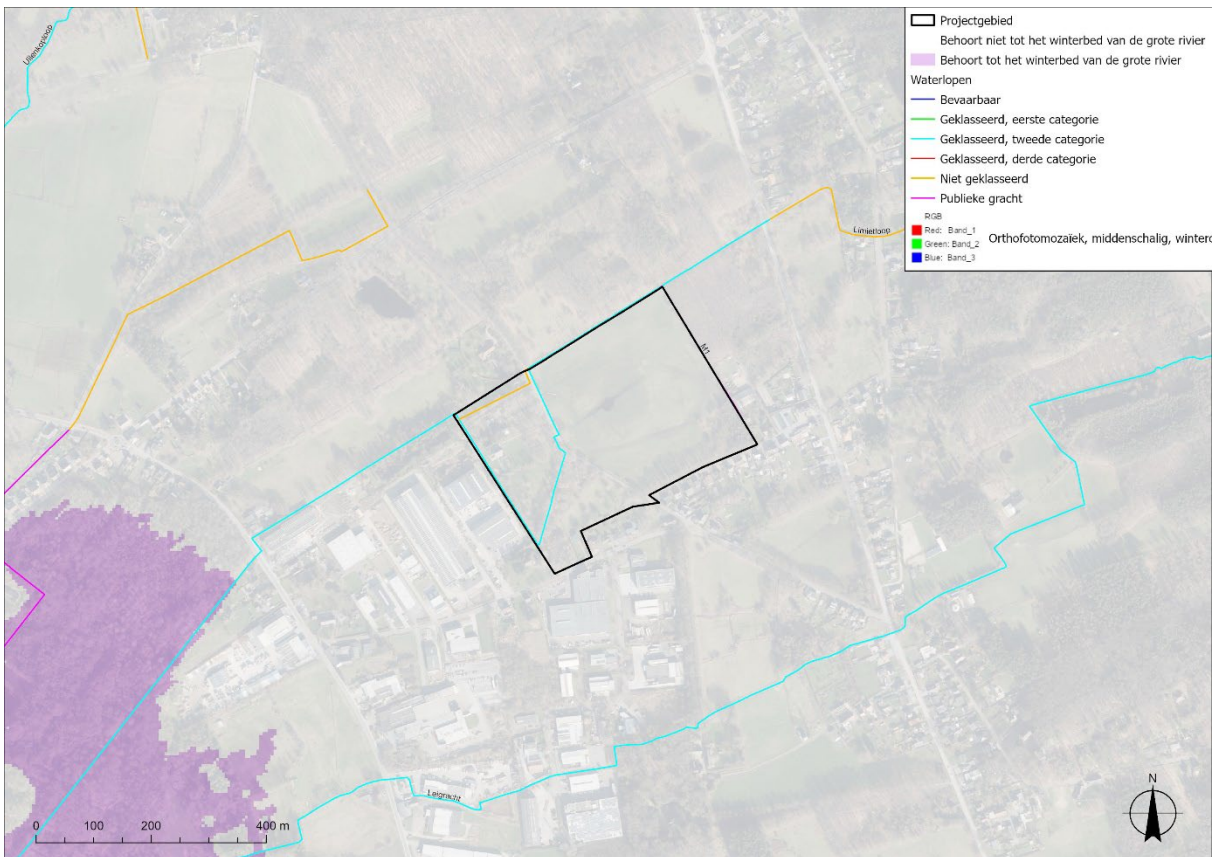 Projectgebied
Behoort niet tot het winterbed van de grote rivier
Behoort tot het winterbed van de grote rivier
Waterlopen
Bevaarbaar
Geklasseerd, eerste categorie
Geklasseerd, tweede categorie
Geklasseerd, derde categorie
Niet geklasseerd
Publieke gracht
RGB
Red: Band_1
Green: Band_2
Blue: Band_3
Orthofotomozaïek, middenschalig, wintero
Limietloop
M1
Leigracht
N
0 100 200 400 m